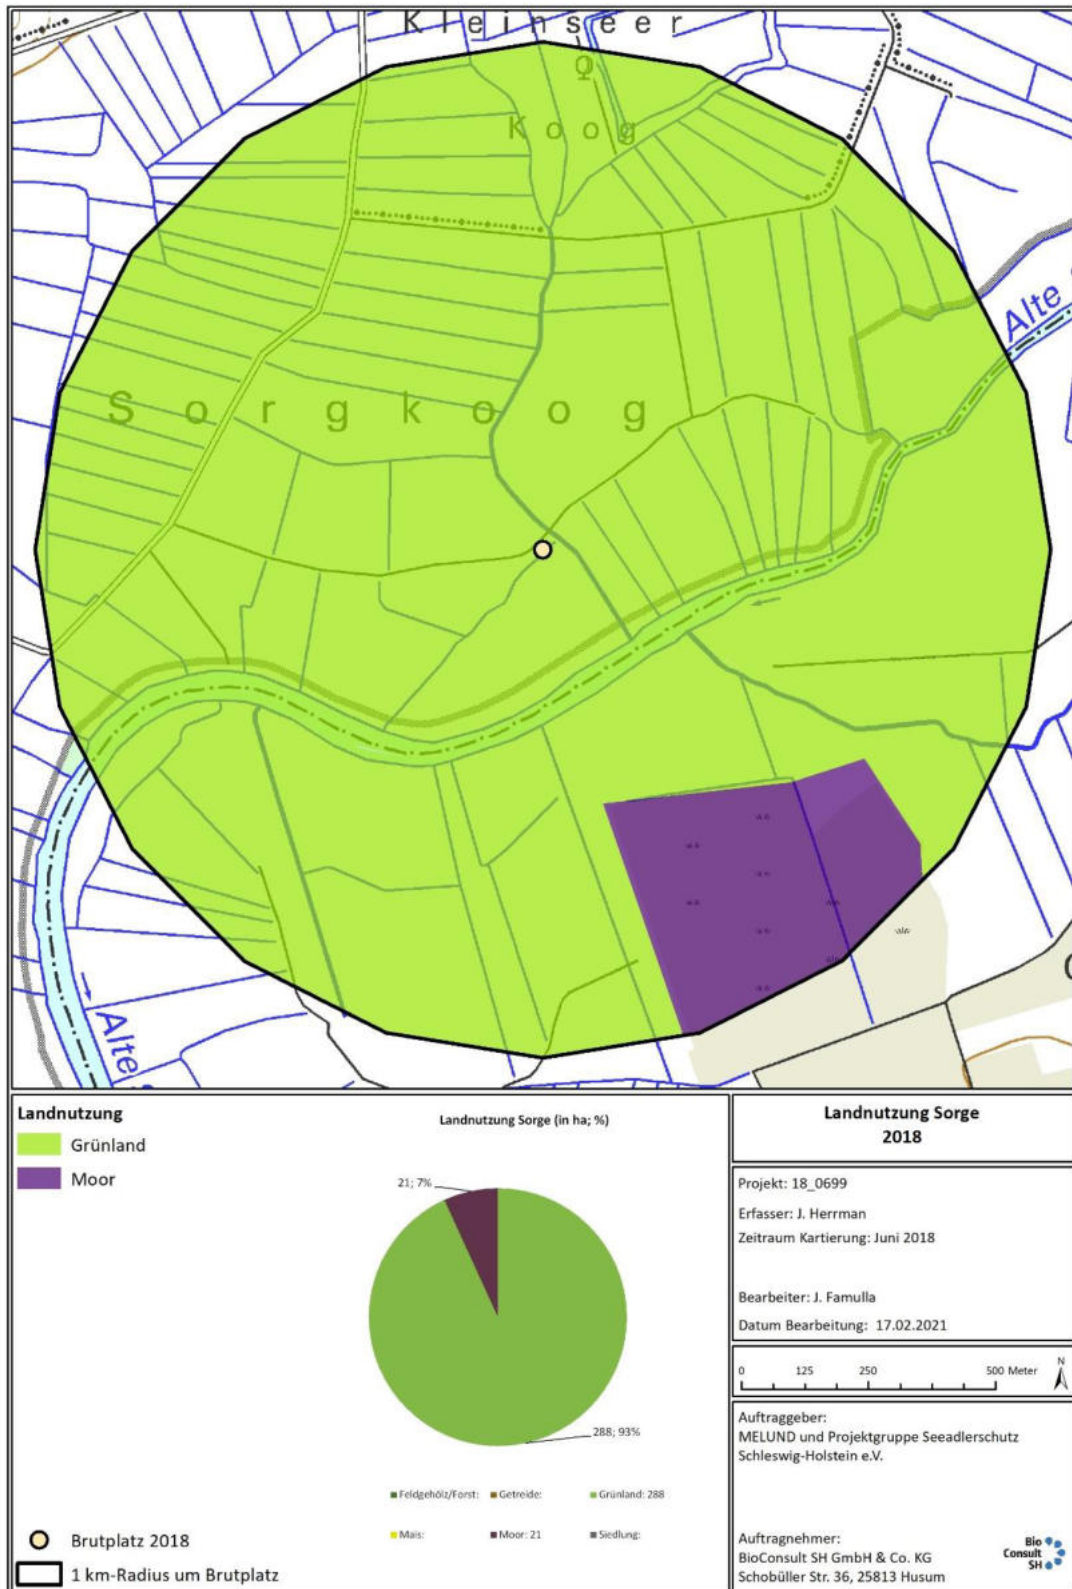 Kleinseer
Koog
Alte
Sorgkoog
Alte
Landnutzung
Grünland
Moor
Landnutzung Sorge (in ha; %)
21; 7%
288; 93%
Feldgehölz/Forst: Getreide: Grünland: 288
Mais: Moor: 21 Siedlung:
Brutplatz 2018
1 km-Radius um Brutplatz
Landnutzung Sorge
2018
Projekt: 18_0699
Erfasser: J. Herrman
Zeitraum Kartierung: Juni 2018
Bearbeiter: J. Famulla
Datum Bearbeitung: 17.02.2021
0 125 250 500 Meter
N
Auftraggeber:
MELUND und Projektgruppe Seeadlerschutz
Schleswig-Holstein e.V.
Auftragnehmer:
BioConsult SH GmbH & Co. KG
Schobüller Str. 36, 25813 Husum
Bio
Consult
SH